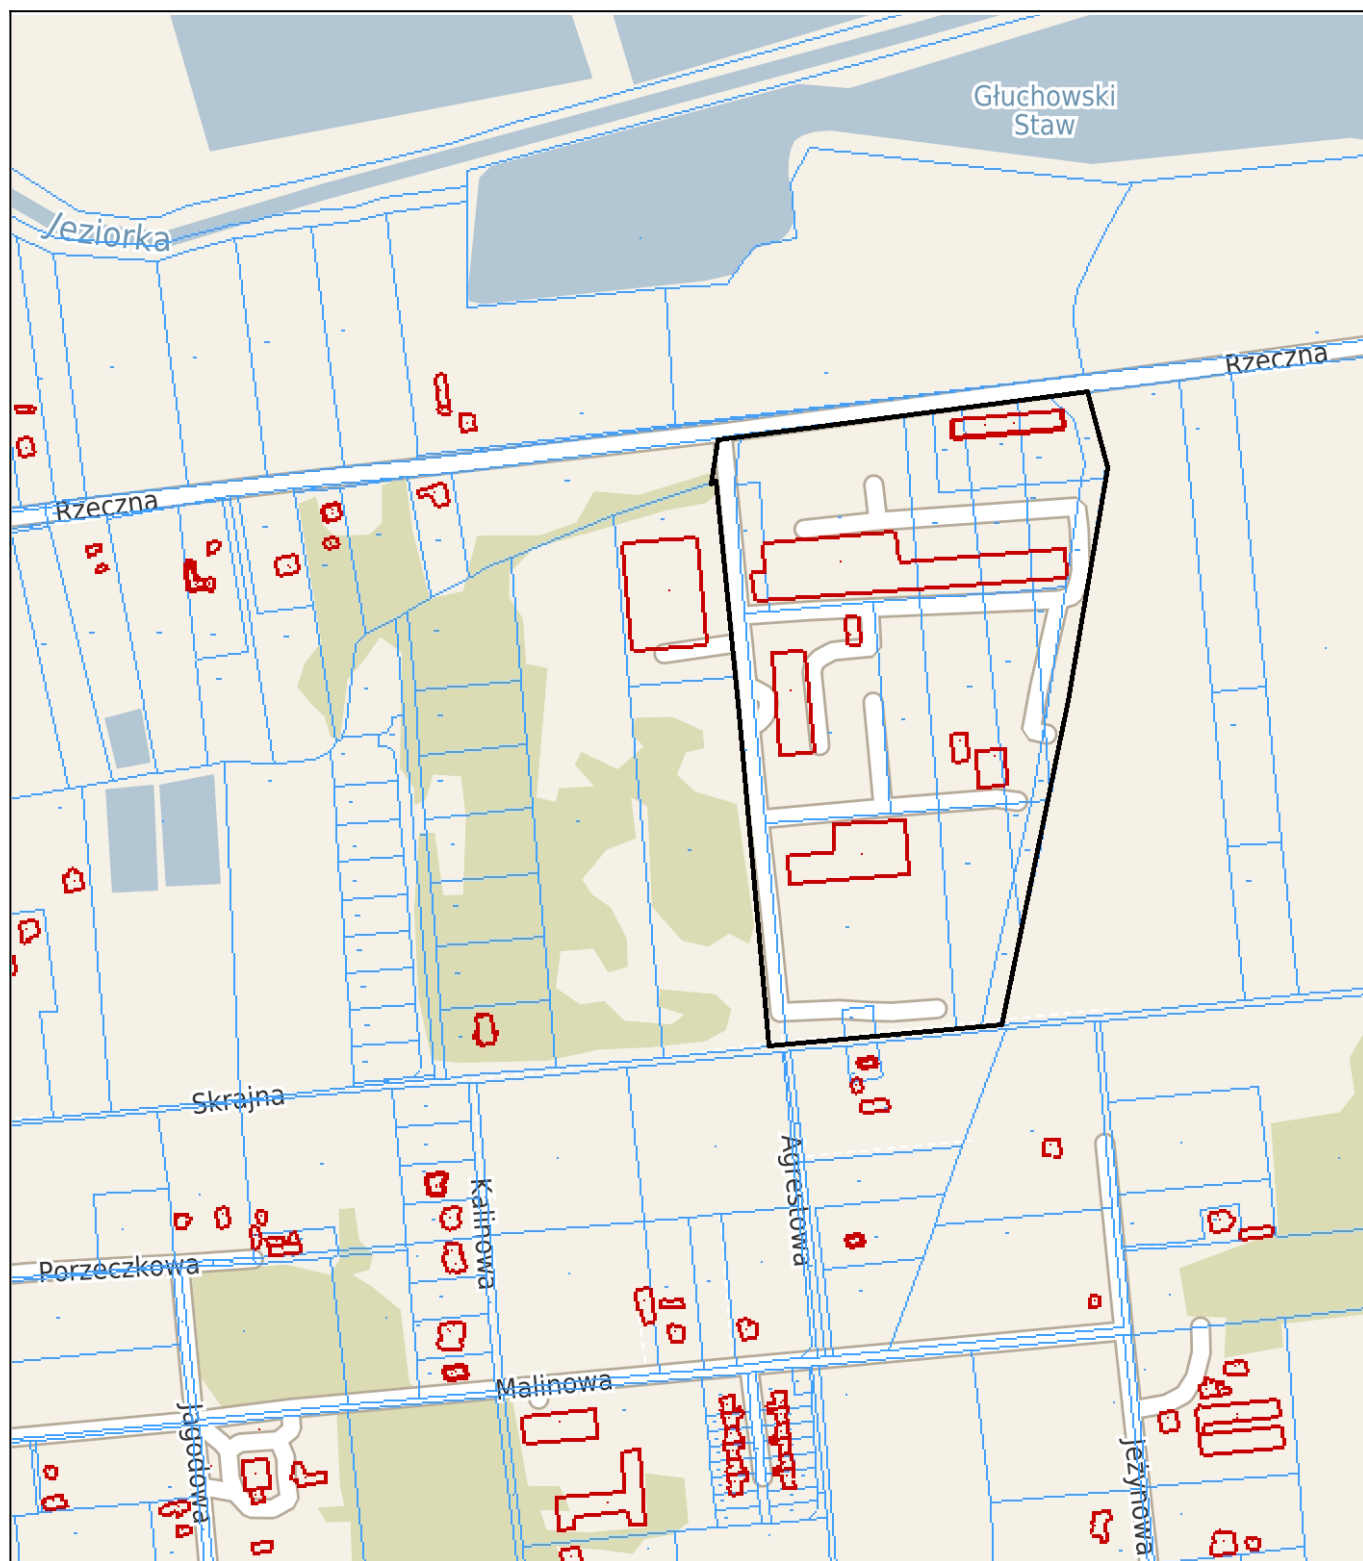 Głuchowski
Staw
Jeziorka
Rzeczna
Rzeczna
Skrajna
Agrestowa
Kalinowa
Porzeczkowa
Malinowa
Jagodowa
Jeżynowa